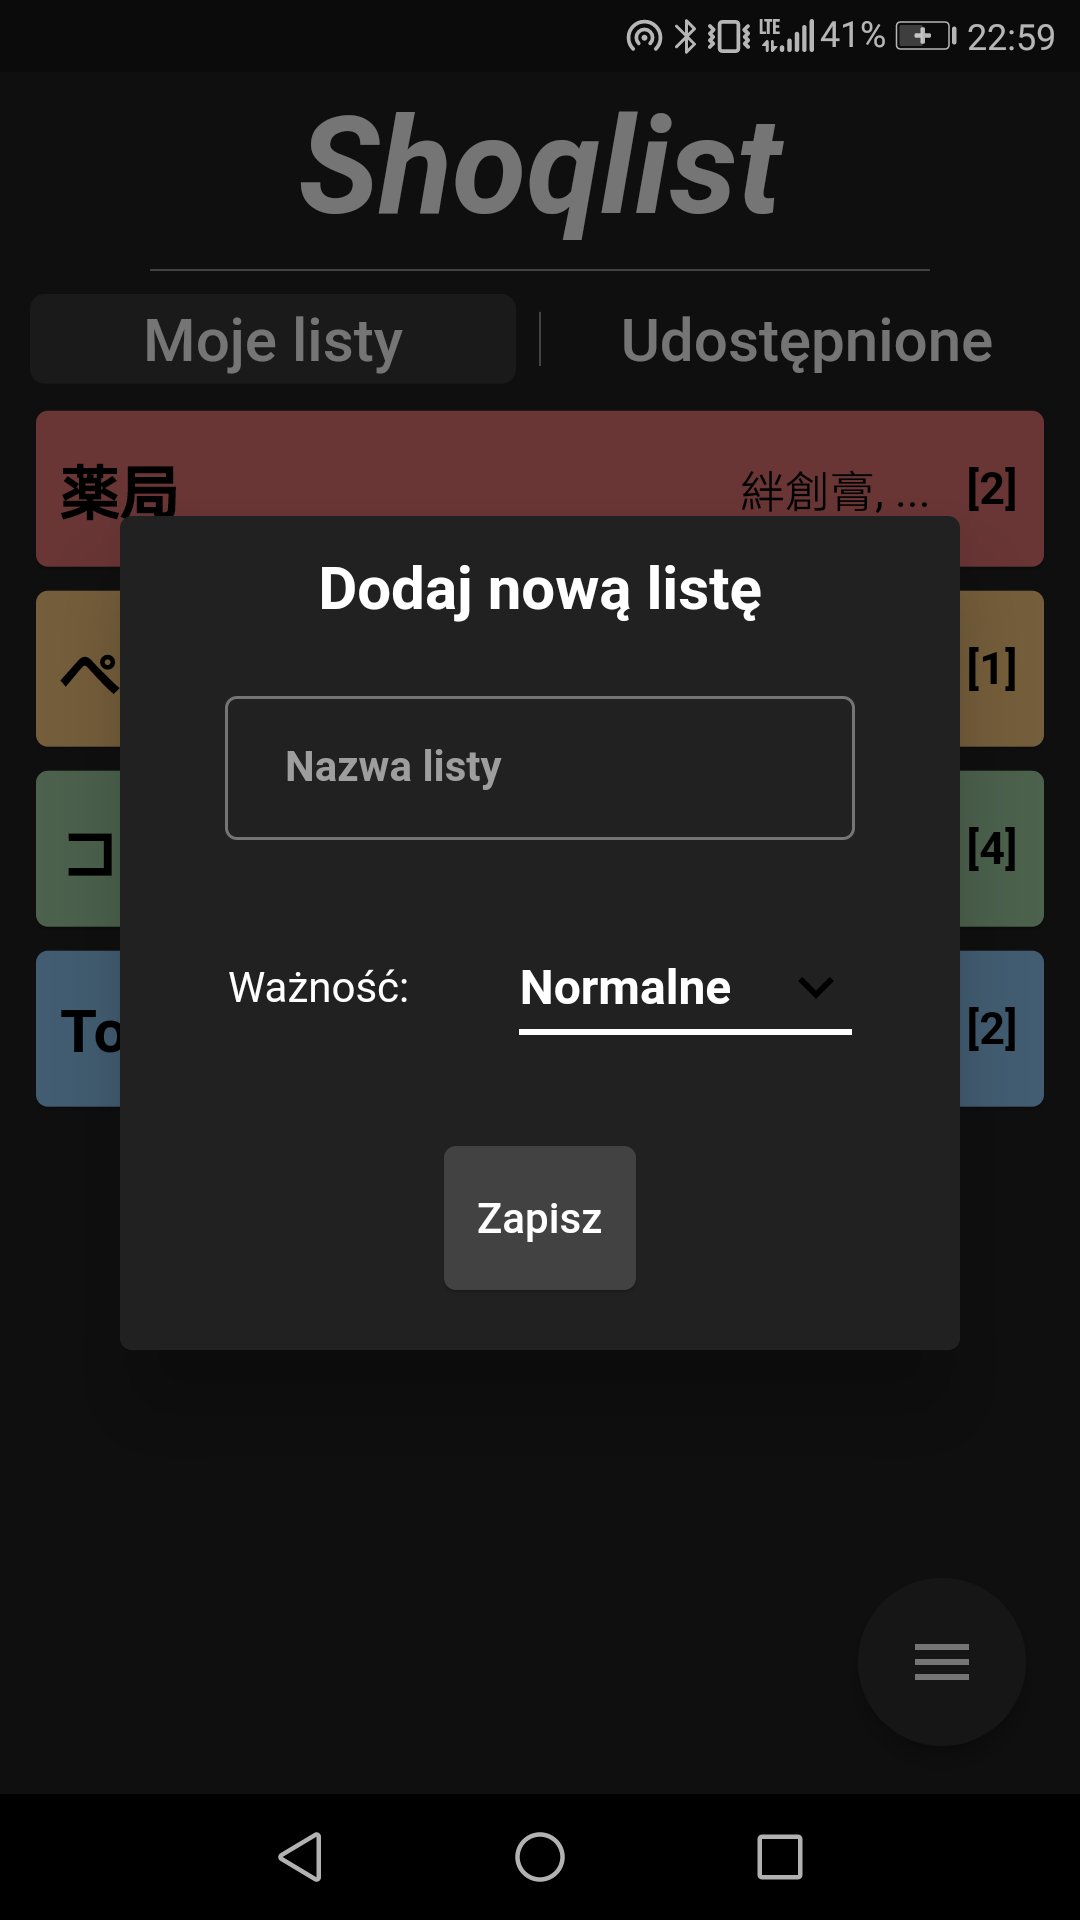 LTE 41% 22:59
Shoqlist
Moje listy Udostępnione
薬局 絆創膏, ... [2]
Dodaj nową listę
ペ [1]
Nazwa listy
コ [4]
Ważność: Normalne
To [2]
Zapisz